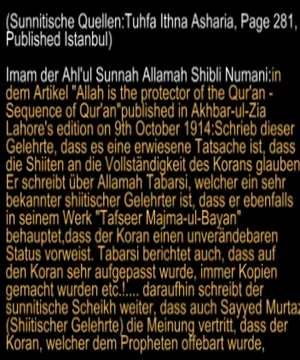 (Sunnitische Quellen:Tuhfa Ithna Asharia, Page 281,
Published Istanbul)
Imam der Ahl'ul Sunnah Allamah Shibli Numani:in
dem Artikel "Allah is the protector of the Qur'an -
Sequence of Qur'an"published in Akhbar-ul-Zia
Lahore's edition on 9th October 1914:Schrieb dieser
Gelehrte, dass es eine erwiesene Tatsache ist, dass
die Shiiten an die Vollständigkeit des Korans glauben
Er schreibt über Allamah Tabarsi, welcher ein sehr
bekannter shiitischer Gelehrter ist, dass er ebenfalls
in seinem Werk "Tafseer Majma-ul-Bayan"
behauptet,dass der Koran einen unverändebaren
Status vorweist. Tabarsi berichtet auch, dass auf
den Koran sehr aufgepasst wurde, immer Kopien
gemacht wurden etc.!.... daraufhin schreibt der
sunnitische Scheikh weiter, dass auch Sayyed Murtaz
(Shiitischer Gelehrte) die Meinung vertritt, dass der
Koran, welcher dem Propheten offebart wurde,